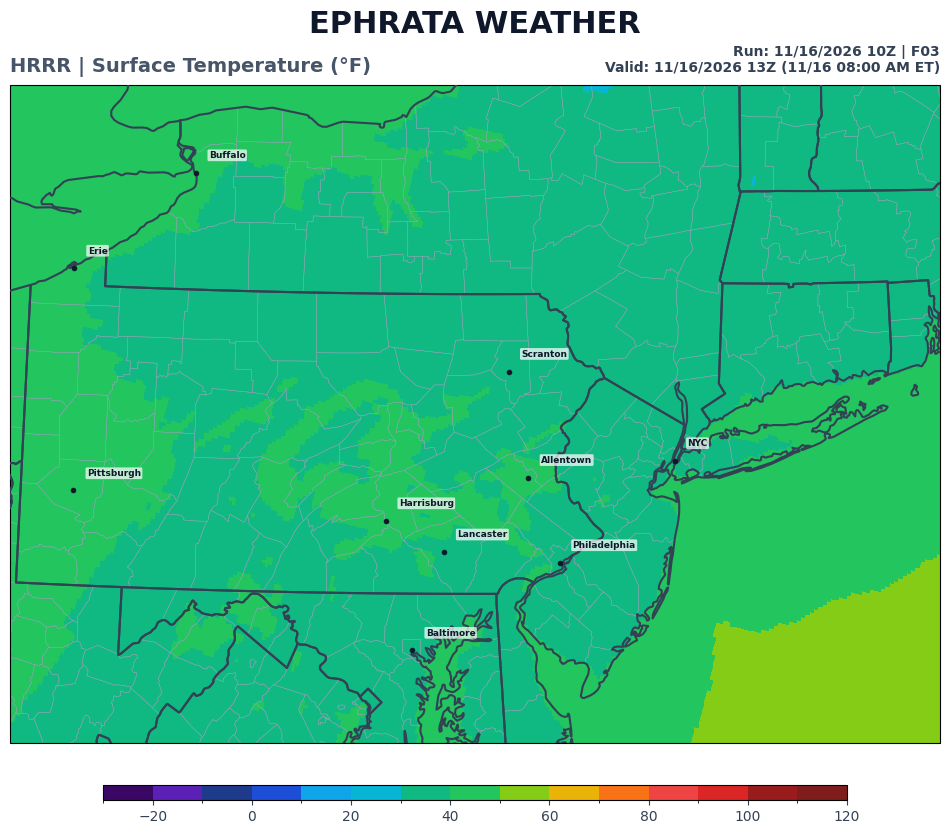 EPHRATA WEATHER
Run: 11/16/2026 10Z | F03
HRRR | Surface Temperature (°F)
Valid: 11/16/2026 13Z (11/16 08:00 AM ET)
Buffalo
Erie
Scranton
NYC
Allentown
Pittsburgh
Harrisburg
Lancaster
Philadelphia
Baltimore
−20 0 20 40 60 80 100 120